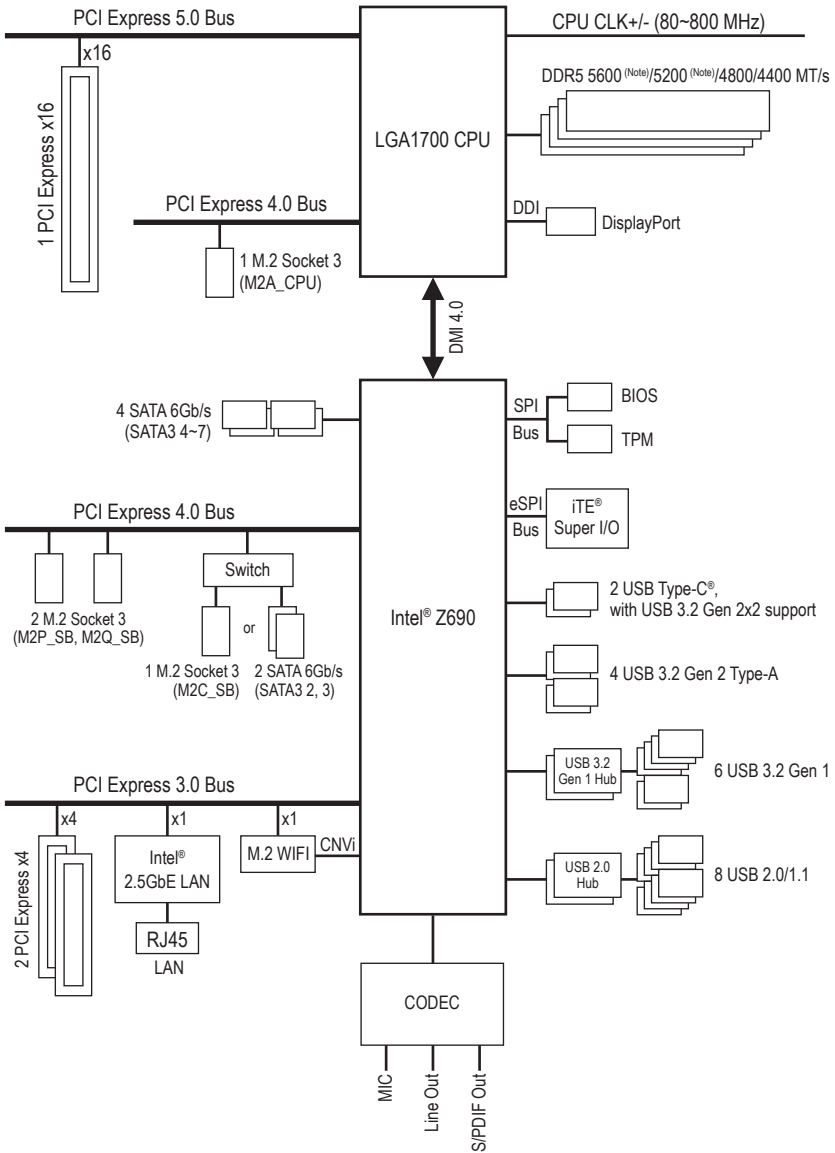 PCI Express 5.0 Bus
CPU CLK+/- (80~800 MHz)
x16
1 PCI Express x16
LGA1700 CPU
DDR5 5600 (Note)/5200 (Note)/4800/4400 MT/s
PCI Express 4.0 Bus
DDI
DisplayPort
1 M.2 Socket 3
(M2A_CPU)
DMI 4.0
4 SATA 6Gb/s
(SATA3 4~7)
SPI
Bus
BIOS
TPM
PCI Express 4.0 Bus
eSPI
Bus
iTE®
Super I/O
Switch
2 M.2 Socket 3
(M2P_SB, M2Q_SB)
or
1 M.2 Socket 3
(M2C_SB)
2 SATA 6Gb/s
(SATA3 2, 3)
Intel® Z690
2 USB Type-C®,
with USB 3.2 Gen 2x2 support
4 USB 3.2 Gen 2 Type-A
USB 3.2
Gen 1 Hub
6 USB 3.2 Gen 1
PCI Express 3.0 Bus
x4
x1
x1
2 PCI Express x4
Intel®
2.5GbE LAN
M.2 WIFI
CNVi
RJ45
LAN
USB 2.0
Hub
8 USB 2.0/1.1
CODEC
MIC
Line Out
S/PDIF Out